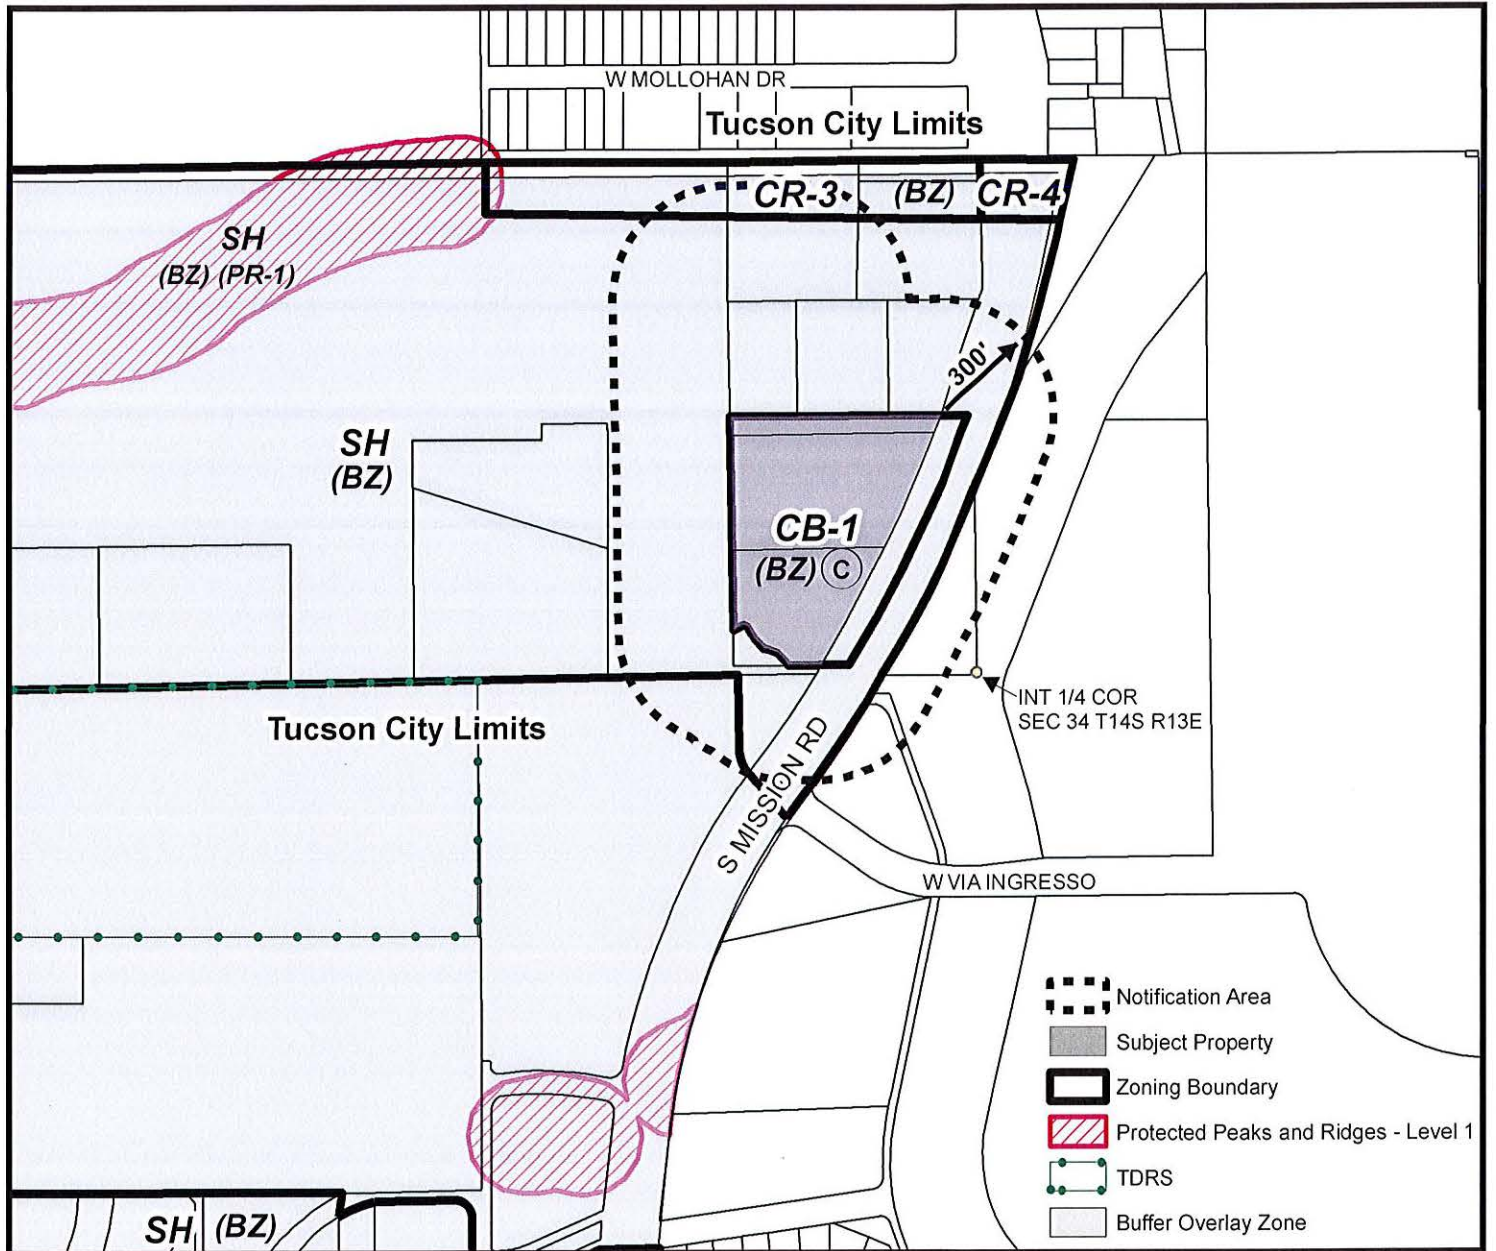 W MOLLOHAN DR
Tucson City Limits
CR-3
(BZ)
CR-4
SH
(BZ) (PR-1)
300'
SH
(BZ)
CB-1
(BZ) C
INT 1/4 COR
SEC 34 T14S R13E
Tucson City Limits
S MISSION RD
W VIA INGRESSO
Notification Area
Subject Property
Zoning Boundary
Protected Peaks and Ridges - Level 1
TDRS
Buffer Overlay Zone
SH (BZ)